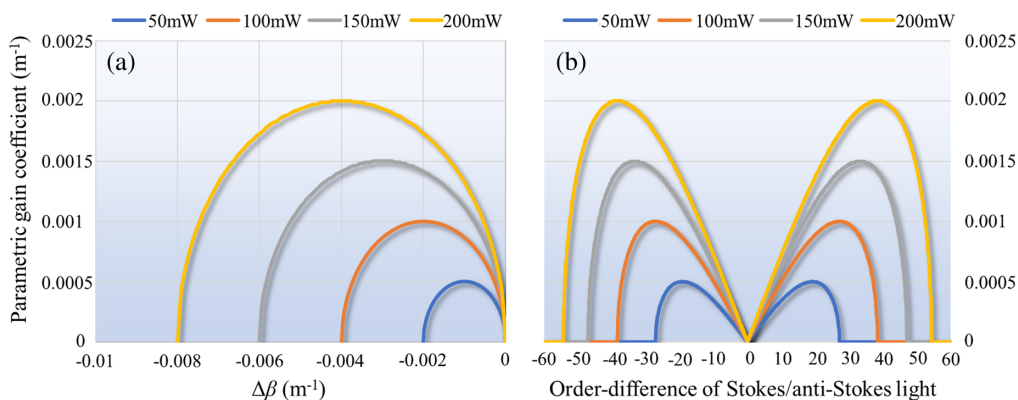 50mW 100mW 150mW 200mW
50mW 100mW 150mW 200mW
Parametric gain coefficient (m⁻¹)
0.0025
0.002
0.0015
0.001
0.0005
0
(a)
-0.01 -0.008 -0.006 -0.004 -0.002 0
Δβ (m⁻¹)
(b)
0.0025
0.002
0.0015
0.001
0.0005
0
-60 -50 -40 -30 -20 -10 0 10 20 30 40 50 60
Order-difference of Stokes/anti-Stokes light